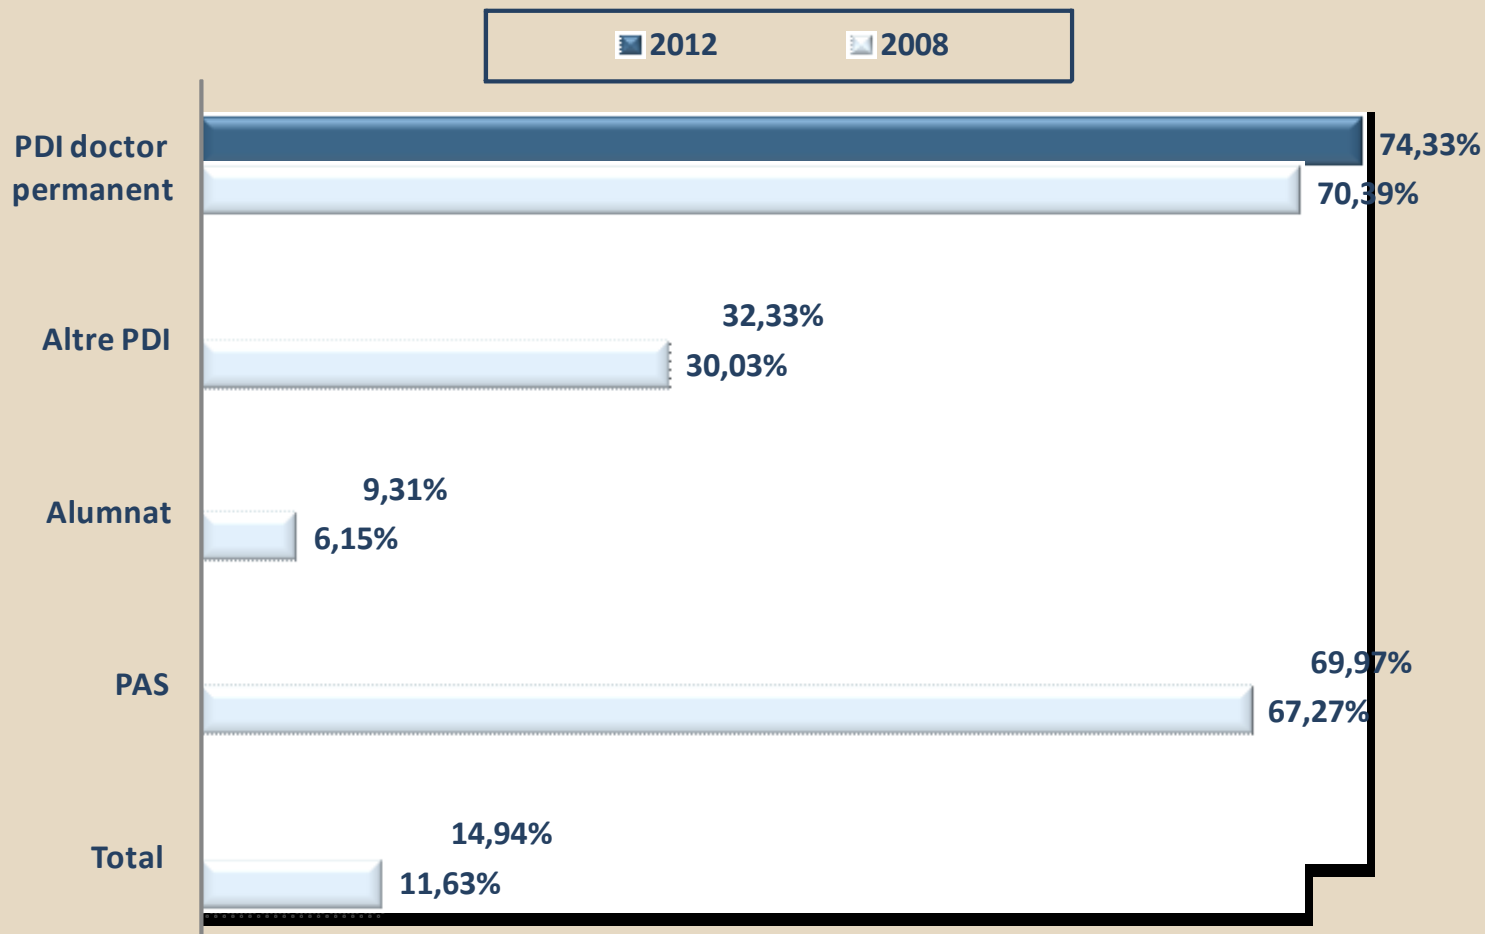 2012 2008
PDI doctor
permanent
74,33%
70,39%
Altre PDI
32,33%
30,03%
Alumnat
9,31%
6,15%
PAS
69,97%
67,27%
Total
14,94%
11,63%